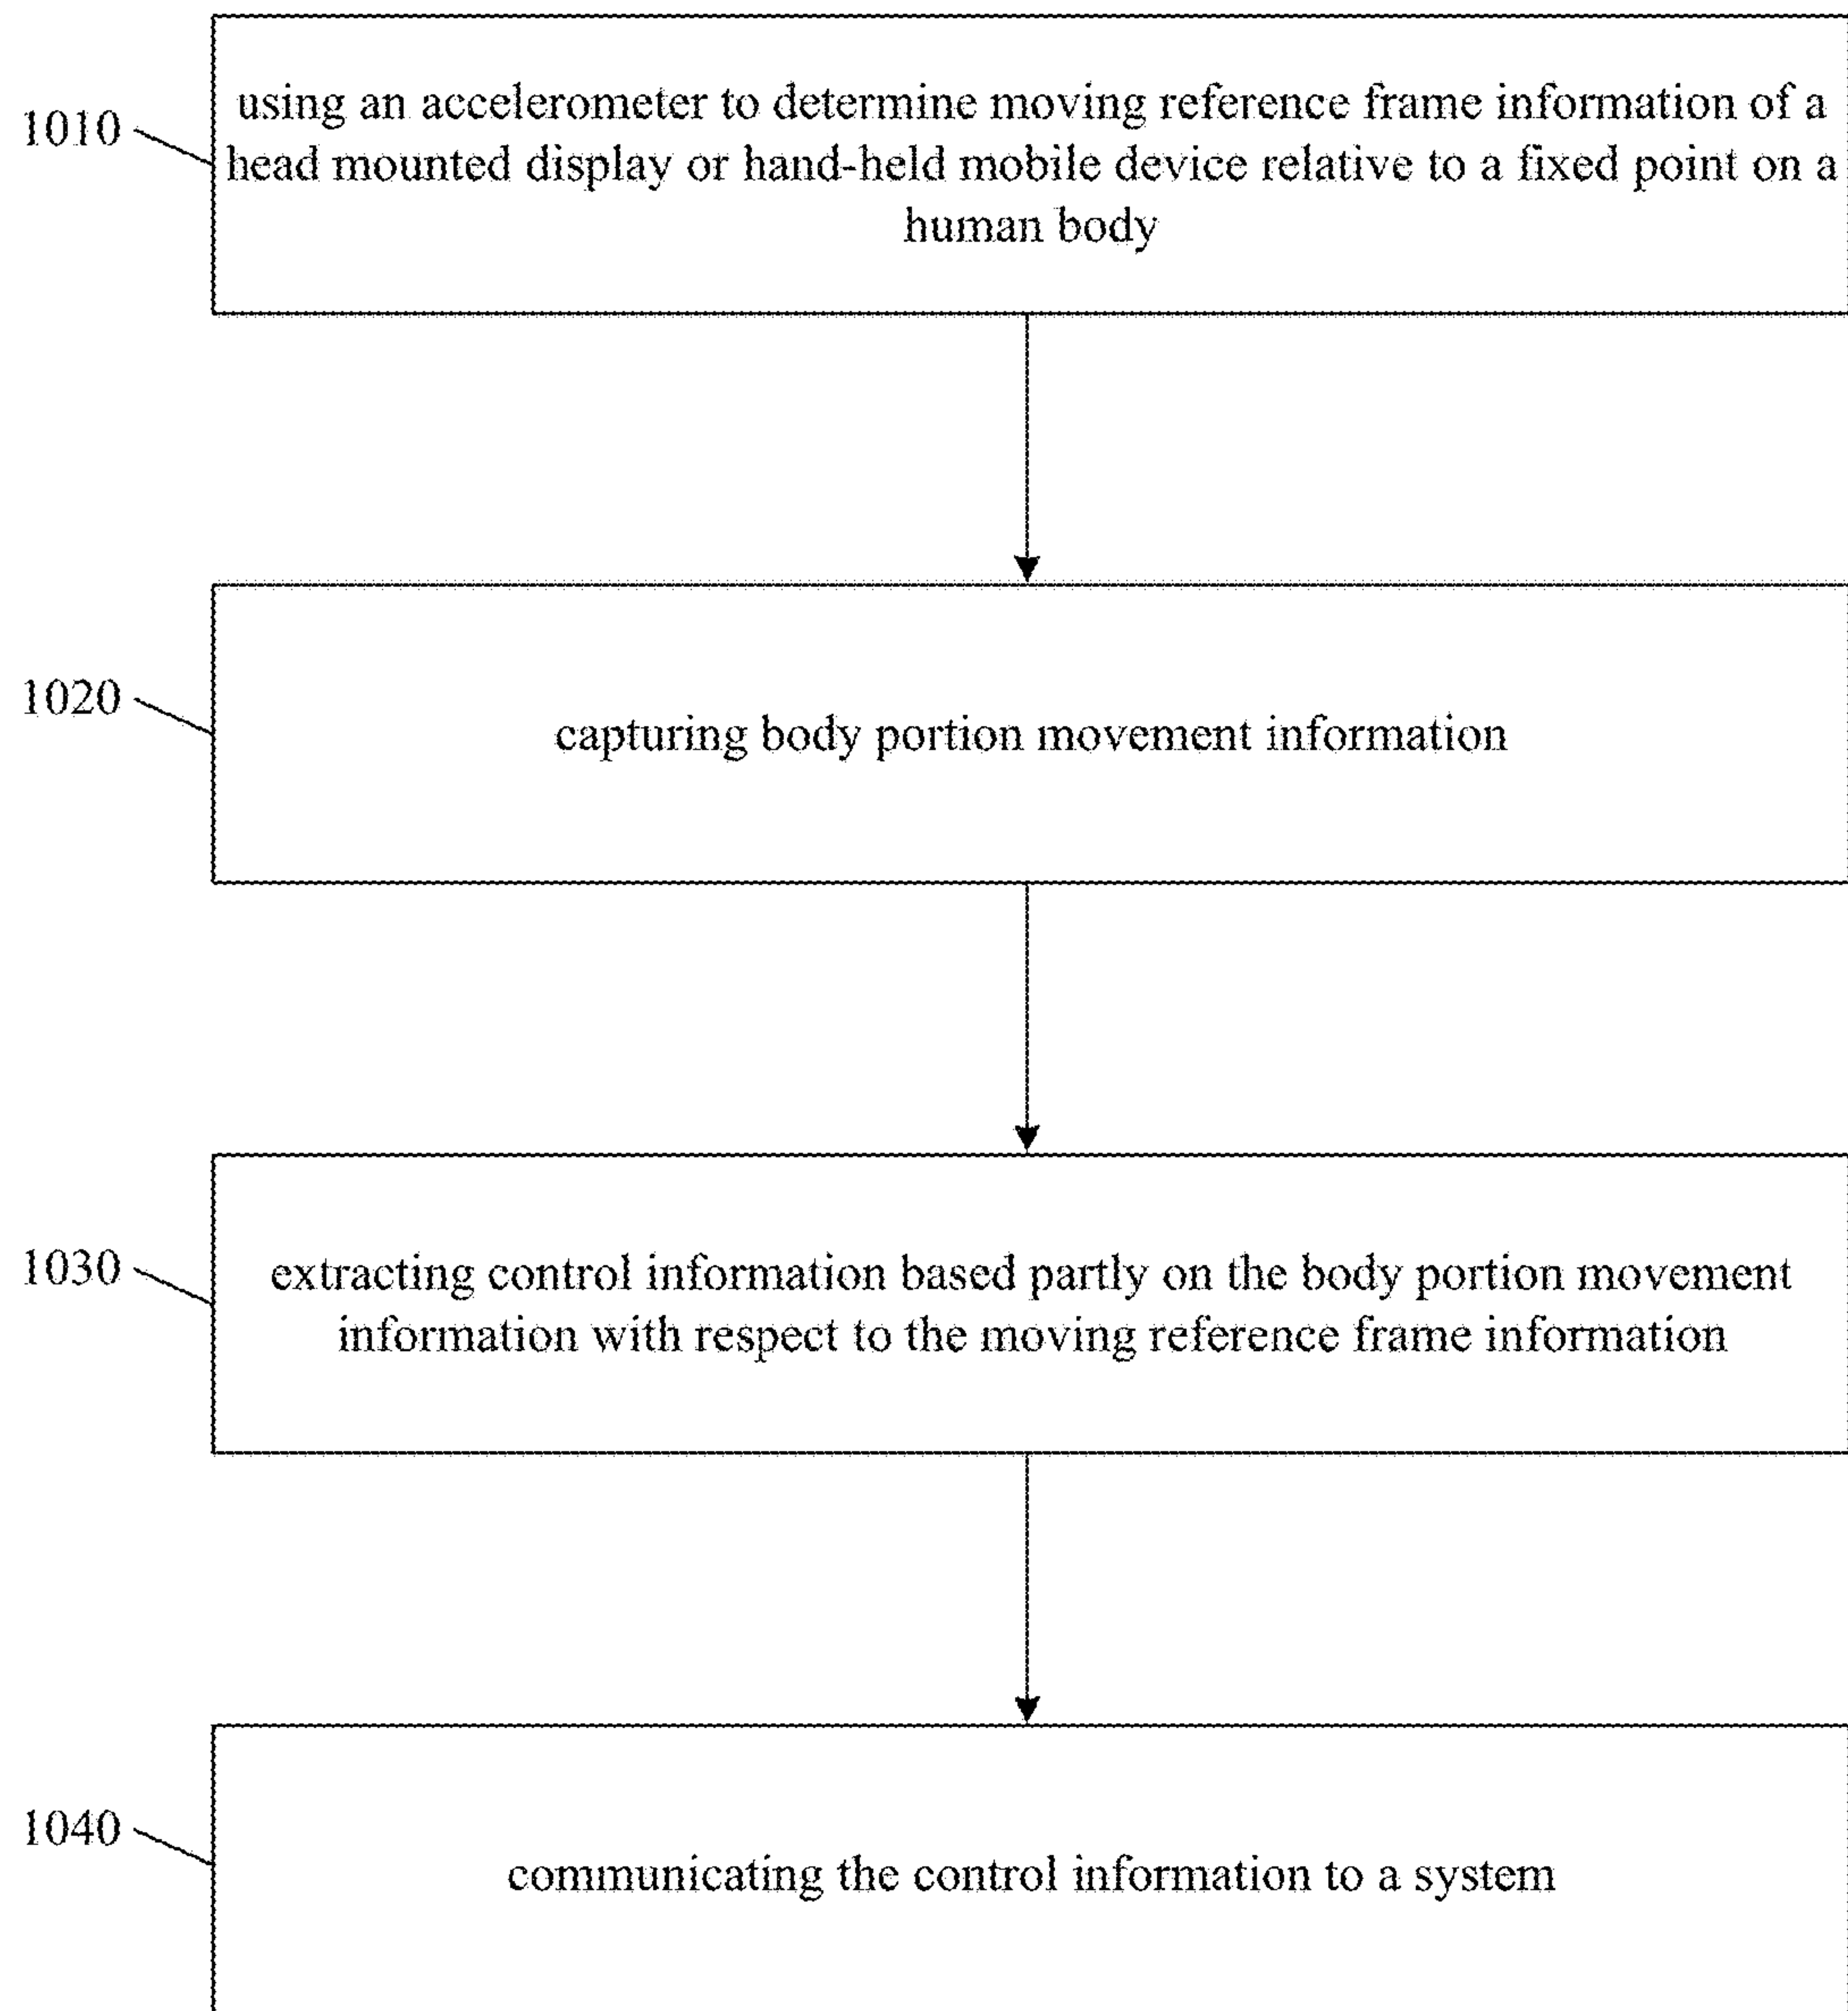 1010
using an accelerometer to determine moving reference frame information of a
head mounted display or hand-held mobile device relative to a fixed point on a
human body
1020
capturing body portion movement information
1030
extracting control information based partly on the body portion movement
information with respect to the moving reference frame information
1040
communicating the control information to a system